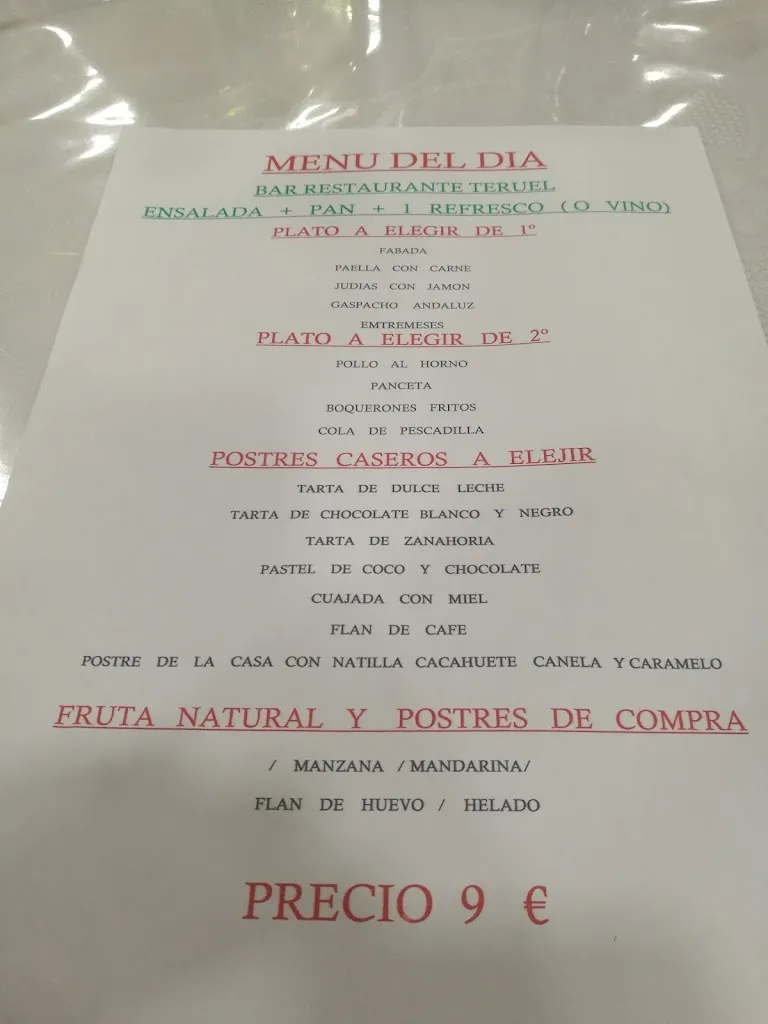 MENU DEL DIA
BAR RESTAURANTE TERUEL
ENSALADA + PAN + 1 REFRESCO (O VINO)
PLATO A ELEGIR DE 1º
FABADA
PAELLA CON CARNE
JUDIAS CON JAMON
GASPACHO ANDALUZ
EMTREMESES
PLATO A ELEGIR DE 2º
POLLO AL HORNO
PANCETA
BOQUERONES FRITOS
COLA DE PESCADILLA
POSTRES CASEROS A ELEJIR
TARTA DE DULCE LECHE
TARTA DE CHOCOLATE BLANCO Y NEGRO
TARTA DE ZANAHORIA
PASTEL DE COCO Y CHOCOLATE
CUAJADA CON MIEL
FLAN DE CAFE
POSTRE DE LA CASA CON NATILLA CACAHUETE CANELA Y CARAMELO
FRUTA NATURAL Y POSTRES DE COMPRA
/ MANZANA / MANDARINA/
FLAN DE HUEVO / HELADO
PRECIO 9 €